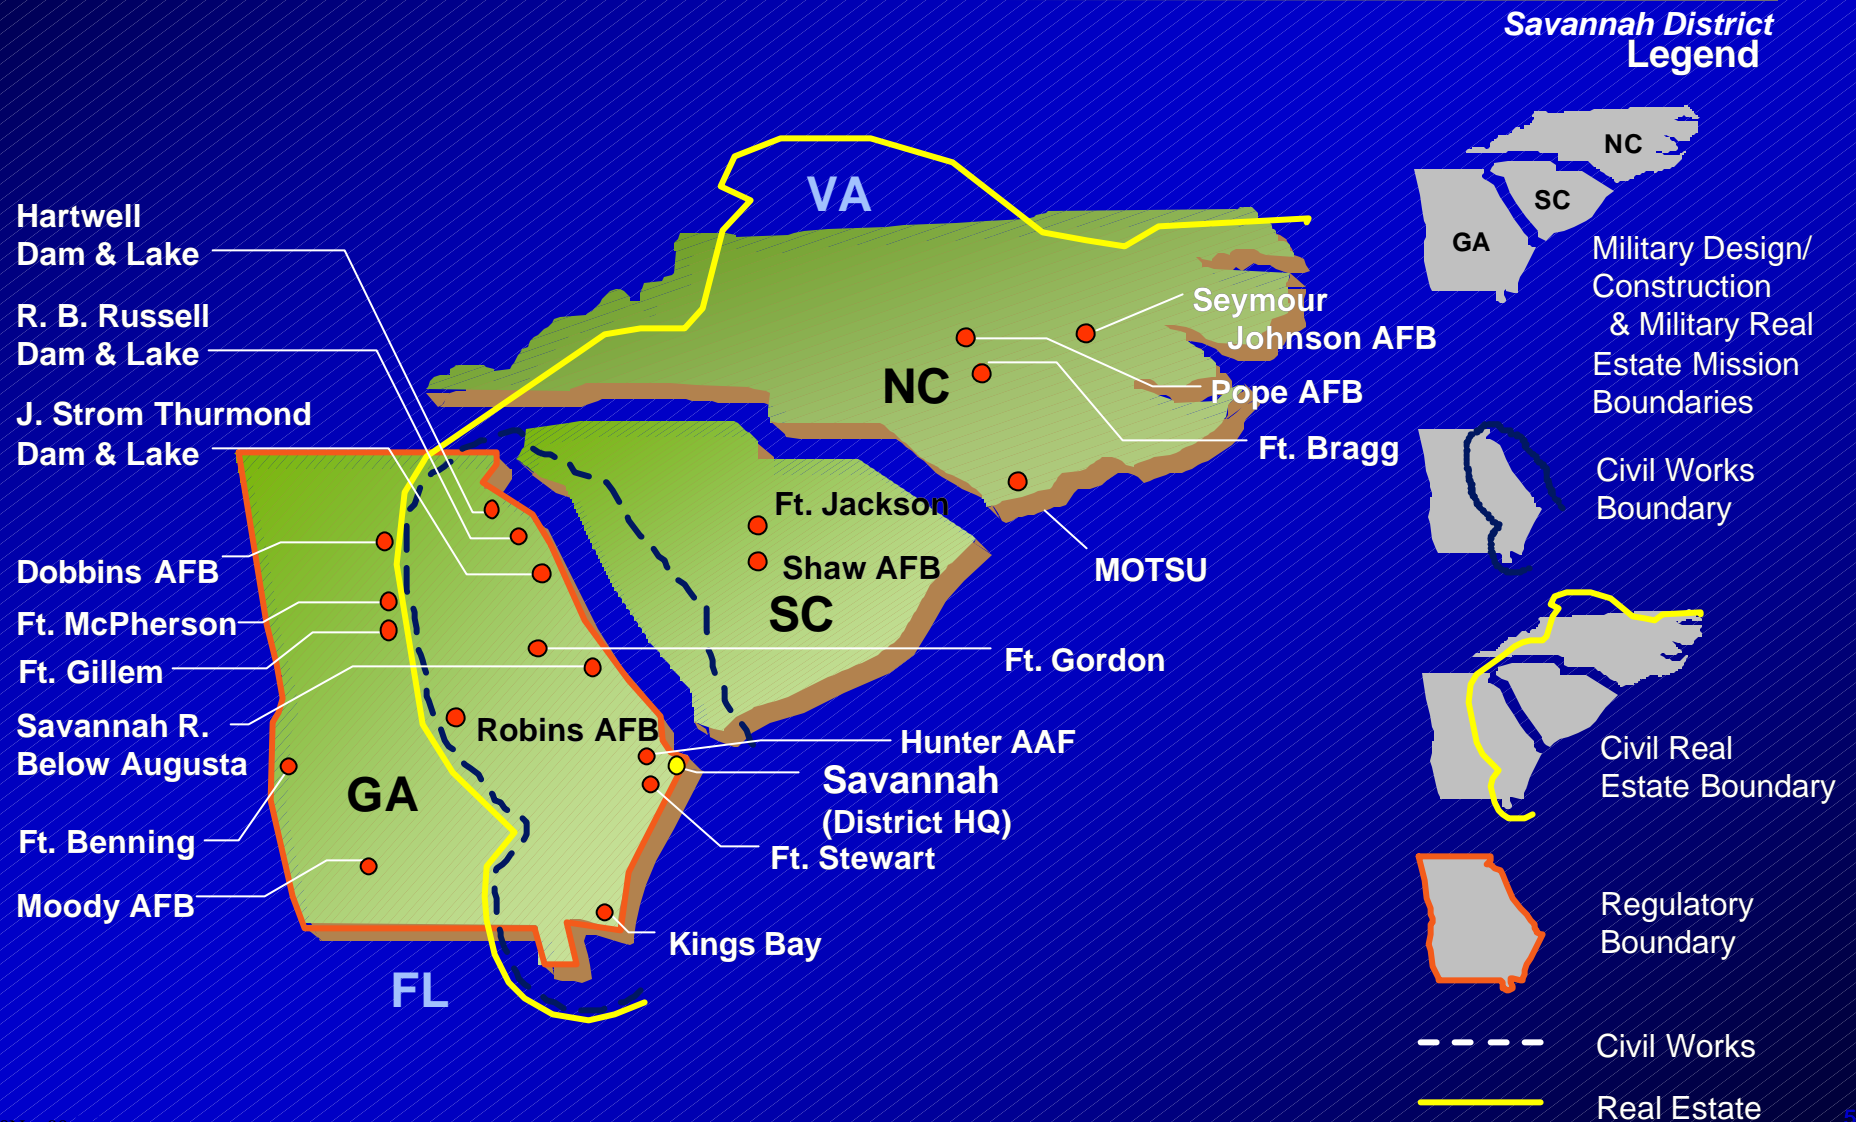 Savannah District
Legend
NC
SC
GA
Military Design/
Construction
& Military Real
Estate Mission
Boundaries
Civil Works
Boundary
Civil Real
Estate Boundary
Regulatory
Boundary
Civil Works
Real Estate
VA
Hartwell
Dam & Lake
R. B. Russell
Dam & Lake
J. Strom Thurmond
Dam & Lake
Dobbins AFB
Ft. McPherson
Ft. Gillem
Savannah R.
Below Augusta
Ft. Benning
Moody AFB
Seymour
Johnson AFB
NC
Pope AFB
Ft. Bragg
Ft. Jackson
Shaw AFB
MOTSU
SC
Ft. Gordon
Robins AFB
Hunter AAF
GA
Savannah
(District HQ)
Ft. Stewart
Kings Bay
FL